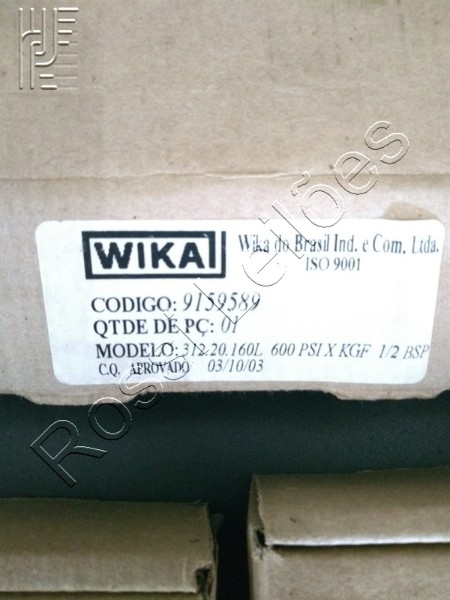 WIKA
Wika do Brasil Ind. e Com. Ltda.
ISO 9001
CODIGO: 9159589
QTDE DE PÇ: 01
MODELO: 312.20.160L 600 PSI X KGF 1/2 BSP
C.Q. APROVADO 03/10/03
Rosa Leilões